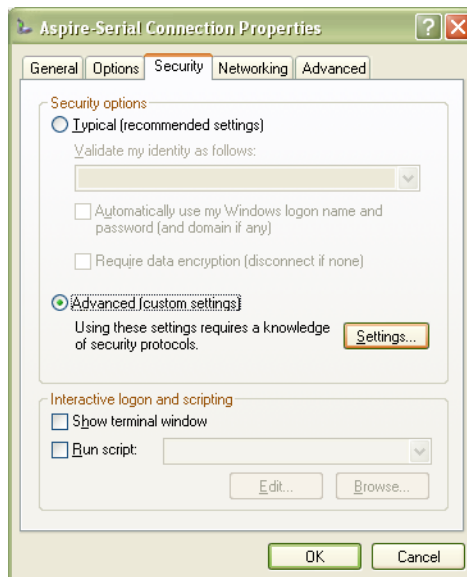 Aspire-Serial Connection Properties
General Options Security Networking Advanced
Security options
Typical (recommended settings)
Validate my identity as follows:
Automatically use my Windows logon name and
password (and domain if any)
Require data encryption (disconnect if none)
Advanced (custom settings)
Using these settings requires a knowledge
of security protocols.
Settings...
Interactive logon and scripting
Show terminal window
Run script:
Edit... Browse...
OK Cancel